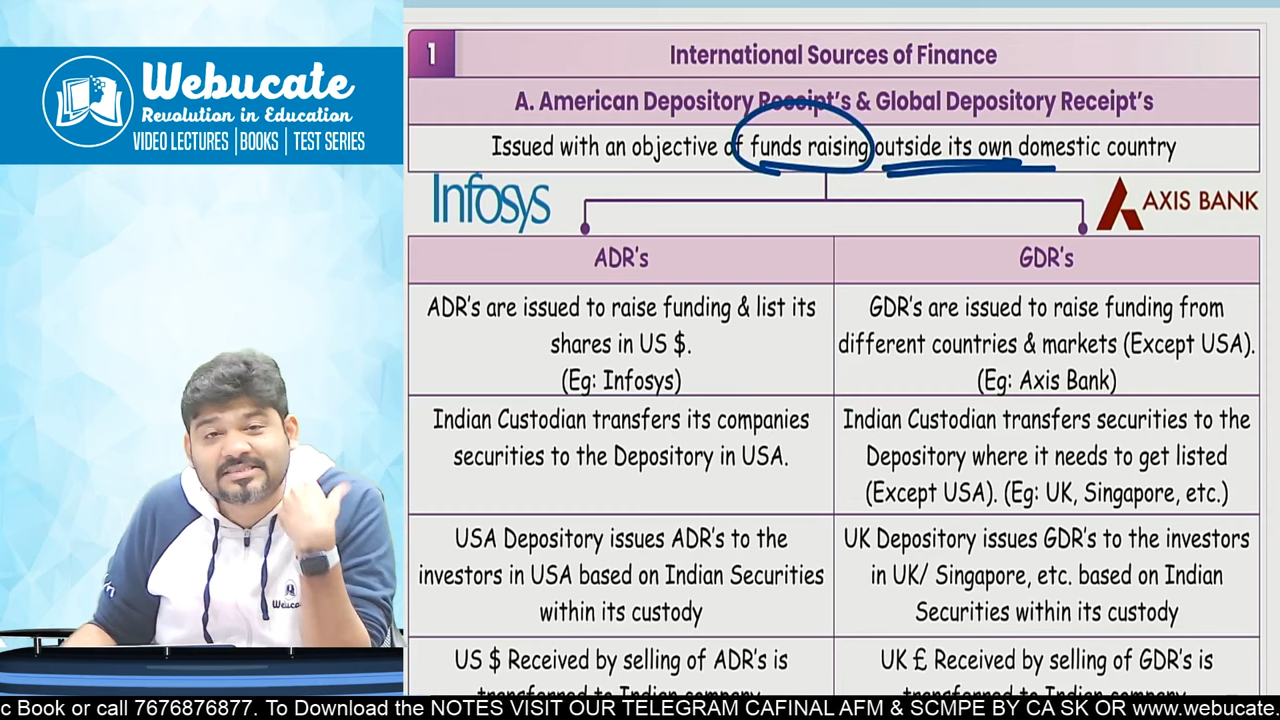 Webucate
Revolution in Education
VIDEO LECTURES | BOOKS | TEST SERIES
1
International Sources of Finance
A. American Depository Receipt's & Global Depository Receipt's
Issued with an objective of funds raising outside its own domestic country
Infosys
AXIS BANK
ADR's
GDR's
ADR's are issued to raise funding & list its
shares in US $.
(Eg: Infosys)
GDR's are issued to raise funding from
different countries & markets (Except USA).
(Eg: Axis Bank)
Indian Custodian transfers its companies
securities to the Depository in USA.
Indian Custodian transfers securities to the
Depository where it needs to get listed
(Except USA). (Eg: UK, Singapore, etc.)
USA Depository issues ADR's to the
investors in USA based on Indian Securities
within its custody
UK Depository issues GDR's to the investors
in UK/ Singapore, etc. based on Indian
Securities within its custody
US $ Received by selling of ADR's is
transferred to Indian company
UK £ Received by selling of GDR's is
transferred to Indian company
c Book or call 7676876877. To Download the NOTES VISIT OUR TELEGRAM CAFINAL AFM & SCMPE BY CA SK OR www.webucate.